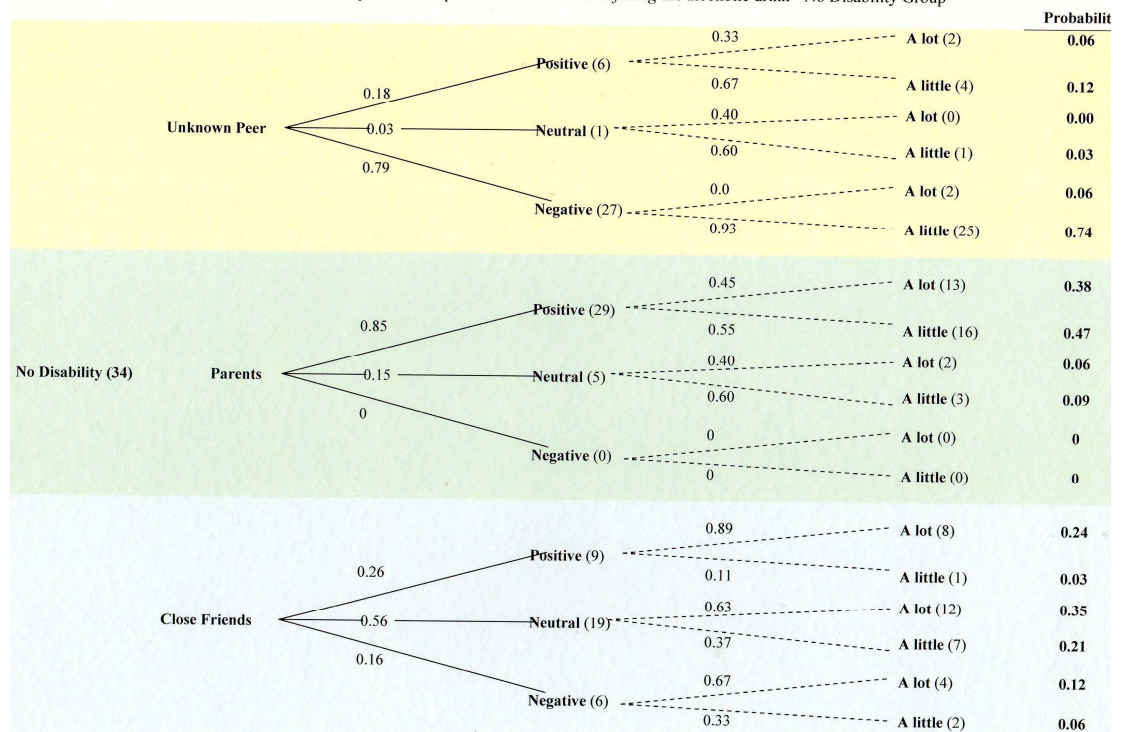 Probabilit
0.33 A lot (2) 0.06
Positive (6)
0.18 0.67 A little (4) 0.12
0.40 A lot (0) 0.00
Unknown Peer 0.03 Neutral (1)
0.60 A little (1) 0.03
0.79
0.0 A lot (2) 0.06
Negative (27)
0.93 A little (25) 0.74
0.45 A lot (13) 0.38
Positive (29)
0.85 0.55 A little (16) 0.47
0.40 A lot (2) 0.06
No Disability (34) Parents 0.15 Neutral (5)
0.60 A little (3) 0.09
0
0 A lot (0) 0
Negative (0)
0 A little (0) 0
0.89 A lot (8) 0.24
Positive (9)
0.26 0.11 A little (1) 0.03
0.63 A lot (12) 0.35
Close Friends 0.56 Neutral (19)
0.37 A little (7) 0.21
0.16
0.67 A lot (4) 0.12
Negative (6)
0.33 A little (2) 0.06